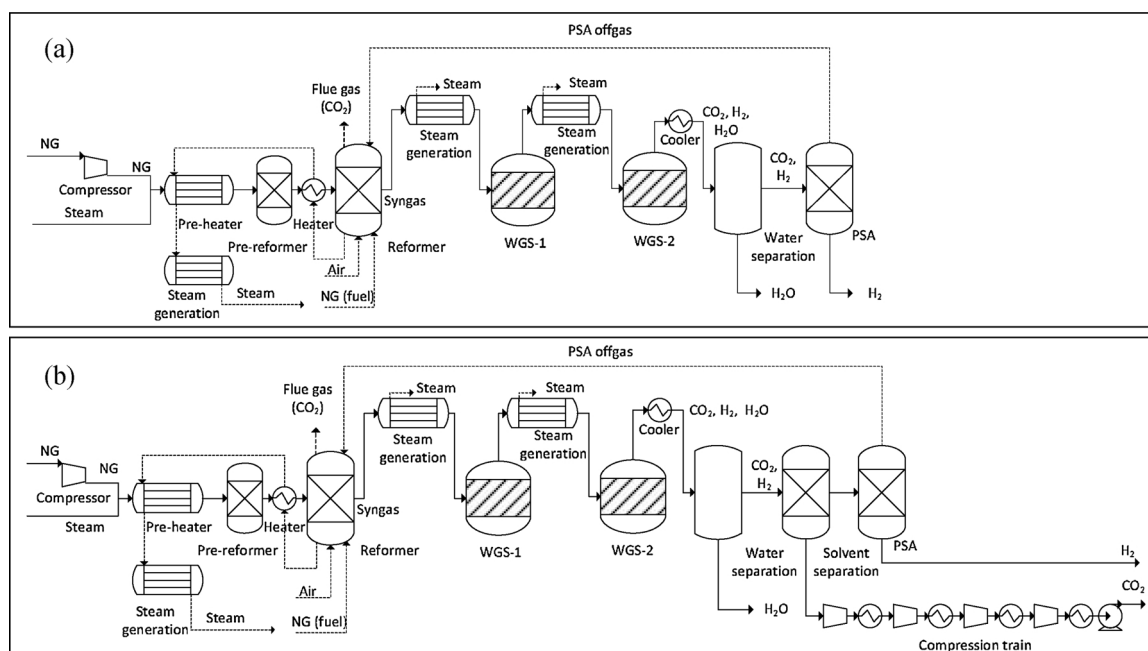 (a)
PSA offgas
Flue gas
(CO₂)
Steam
Steam
generation
Steam
Steam
generation
Cooler
CO₂, H₂,
H₂O
NG
NG
Compressor
Steam
Pre-heater
Pre-reformer
Heater
Syngas
Reformer
WGS-1
WGS-2
CO₂,
H₂
Water
separation
PSA
Air
NG (fuel)
Steam
generation
Steam
H₂O
H₂
(b)
PSA offgas
Flue gas
(CO₂)
Steam
Steam
generation
Steam
Steam
generation
Cooler
CO₂, H₂, H₂O
NG
NG
Compressor
Steam
Pre-heater
Pre-reformer
Heater
Syngas
Reformer
WGS-1
WGS-2
CO₂,
H₂
Water
separation
Solvent
separation
PSA
H₂
CO₂
Air
NG (fuel)
Steam
generation
Steam
H₂O
Compression train